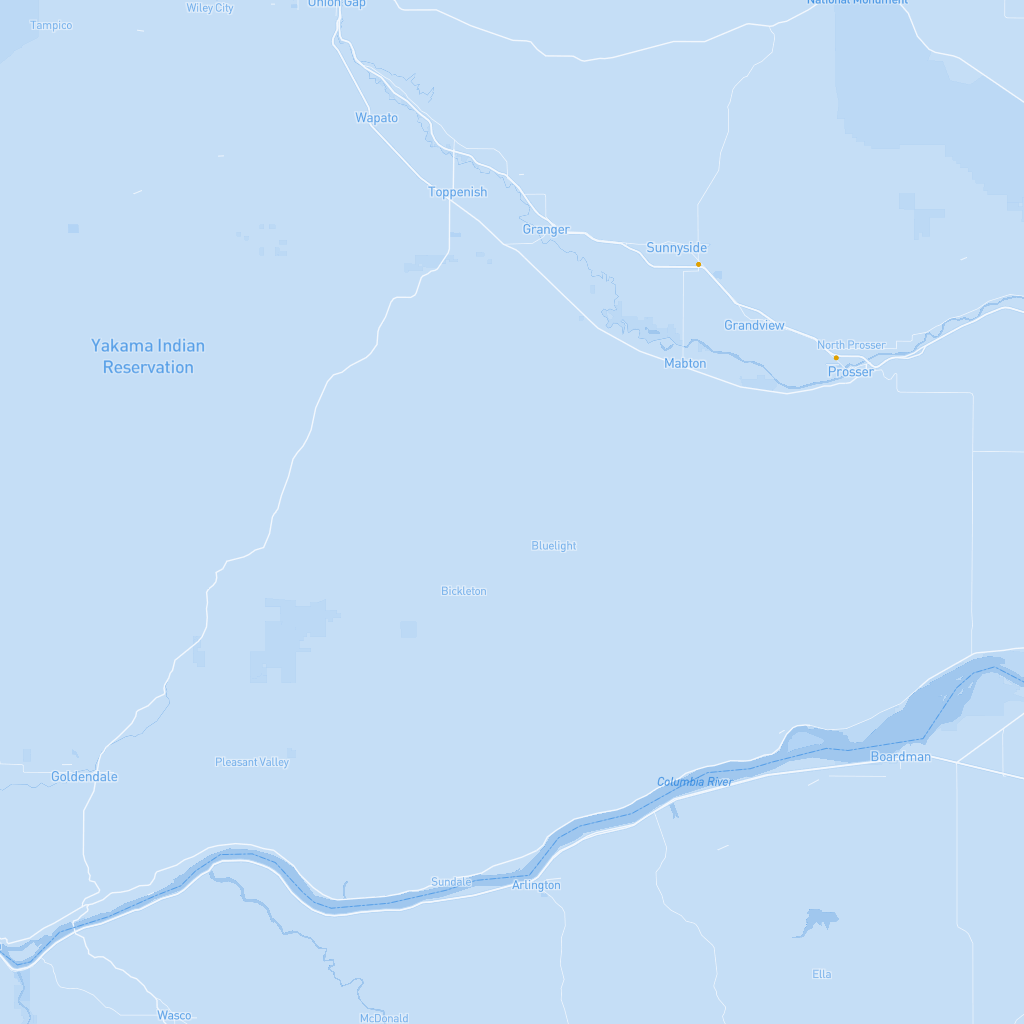 Union Gap
National Monument
Wiley City
Tampico
Wapato
Toppenish
Granger
Sunnyside
Grandview
North Prosser
Yakama Indian
Reservation
Mabton
Prosser
Bluelight
Bickleton
Pleasant Valley
Goldendale
Boardman
Columbia River
Sundale
Arlington
Ella
Wasco
McDonald